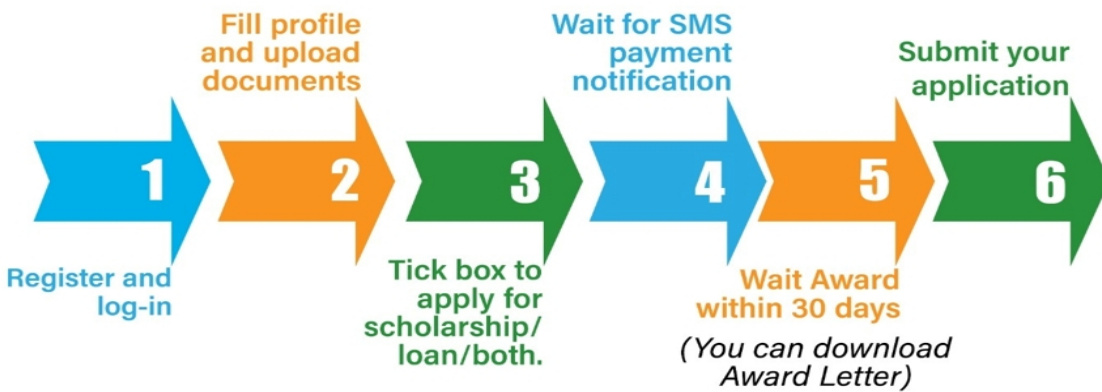 1
Register and
log-in
2
Fill profile
and upload
documents
3
Tick box to
apply for
scholarship/
loan/both.
4
Wait for SMS
payment
notification
5
Wait Award
within 30 days
(You can download
Award Letter)
6
Submit your
application